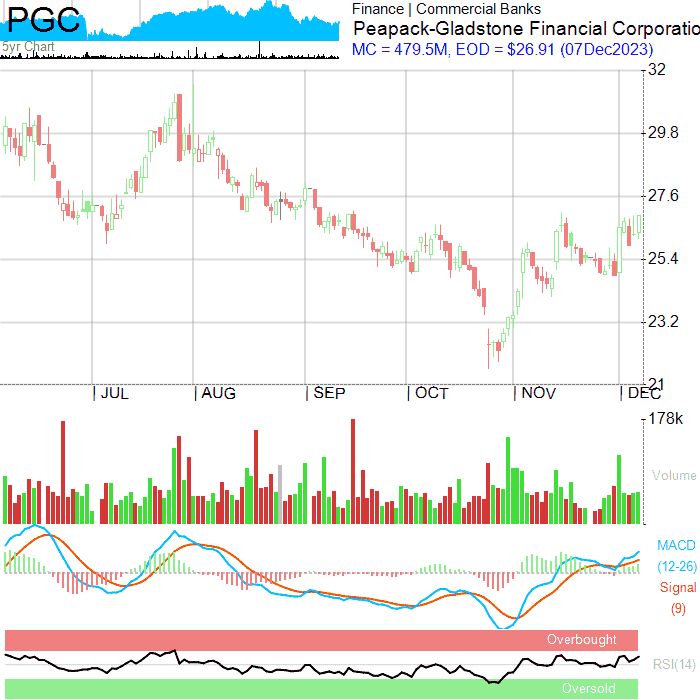 PGC
5yr Chart
Finance | Commercial Banks
Peapack-Gladstone Financial Corporatio
MC = 479.5M, EOD = $26.91 (07Dec2023)
32
29.8
27.6
25.4
23.2
21
JUL AUG SEP OCT NOV DEC
178k
Volume
MACD
(12-26)
Signal
(9)
Overbought
RSI(14)
Oversold